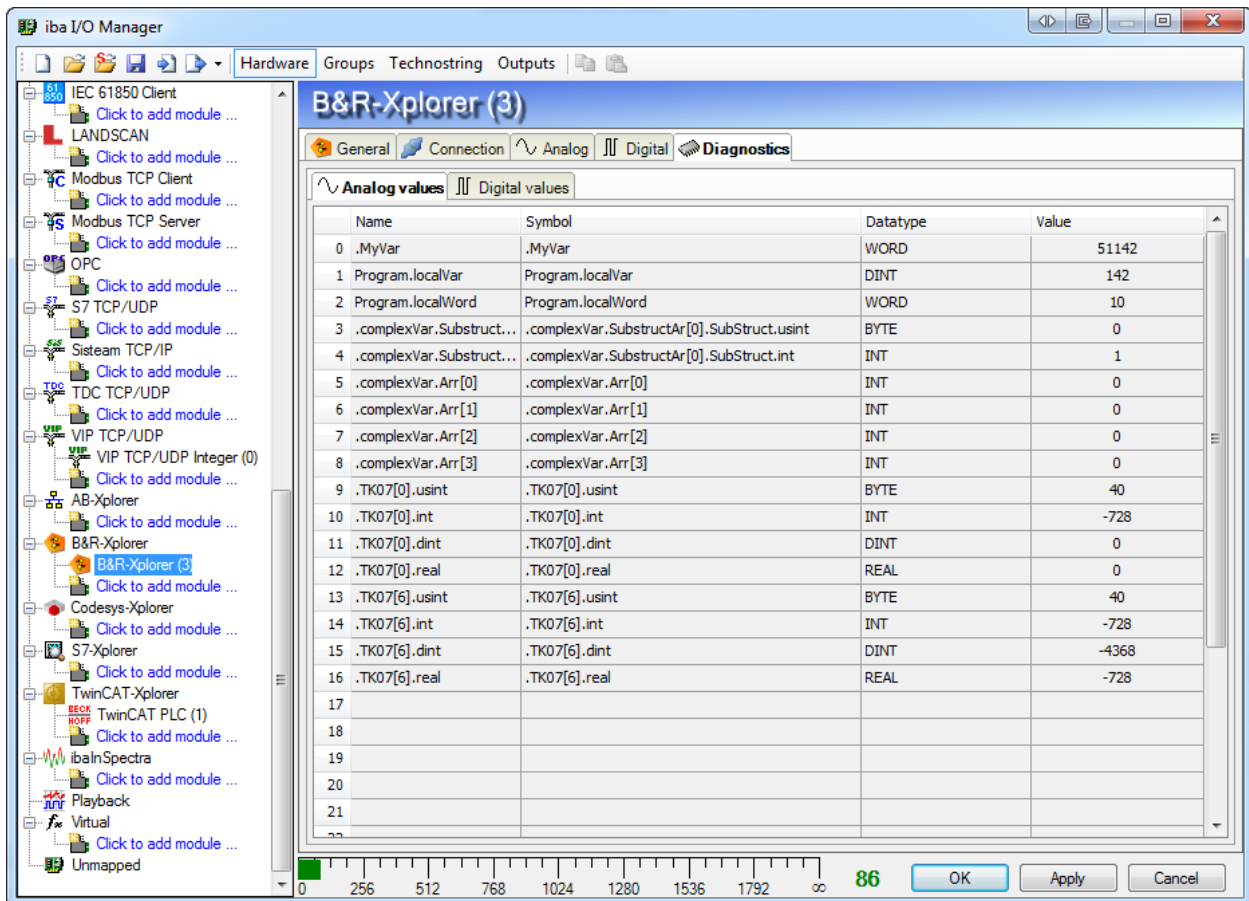 iba I/O Manager
Hardware Groups Technostring Outputs
61 850 IEC 61850 Client
Click to add module ...
LANDSCAN
Click to add module ...
TC Modbus TCP Client
Click to add module ...
TS Modbus TCP Server
Click to add module ...
OPC OPC
Click to add module ...
S7 S7 TCP/UDP
Click to add module ...
SiS Sisteam TCP/IP
Click to add module ...
TDC TDC TCP/UDP
Click to add module ...
VIP VIP TCP/UDP
VIP VIP TCP/UDP Integer (0)
Click to add module ...
AB-Xplorer
Click to add module ...
B&R-Xplorer
B&R-Xplorer (3)
Click to add module ...
Codesys-Xplorer
Click to add module ...
S7-Xplorer
Click to add module ...
TwinCAT-Xplorer
BECK HOFF TwinCAT PLC (1)
Click to add module ...
ibaInSpectra
Click to add module ...
Playback
fx Virtual
Click to add module ...
Unmapped
B&R-Xplorer (3)
General Connection Analog Digital Diagnostics
Analog values Digital values
Name Symbol Datatype Value
0 .MyVar .MyVar WORD 51142
1 Program.localVar Program.localVar DINT 142
2 Program.localWord Program.localWord WORD 10
3 .complexVar.Substruct... .complexVar.SubstructAr[0].SubStruct.usint BYTE 0
4 .complexVar.Substruct... .complexVar.SubstructAr[0].SubStruct.int INT 1
5 .complexVar.Arr[0] .complexVar.Arr[0] INT 0
6 .complexVar.Arr[1] .complexVar.Arr[1] INT 0
7 .complexVar.Arr[2] .complexVar.Arr[2] INT 0
8 .complexVar.Arr[3] .complexVar.Arr[3] INT 0
9 .TK07[0].usint .TK07[0].usint BYTE 40
10 .TK07[0].int .TK07[0].int INT -728
11 .TK07[0].dint .TK07[0].dint DINT 0
12 .TK07[0].real .TK07[0].real REAL 0
13 .TK07[6].usint .TK07[6].usint BYTE 40
14 .TK07[6].int .TK07[6].int INT -728
15 .TK07[6].dint .TK07[6].dint DINT -4368
16 .TK07[6].real .TK07[6].real REAL -728
17
18
19
20
21
0 256 512 768 1024 1280 1536 1792 ∞ 86 OK Apply Cancel